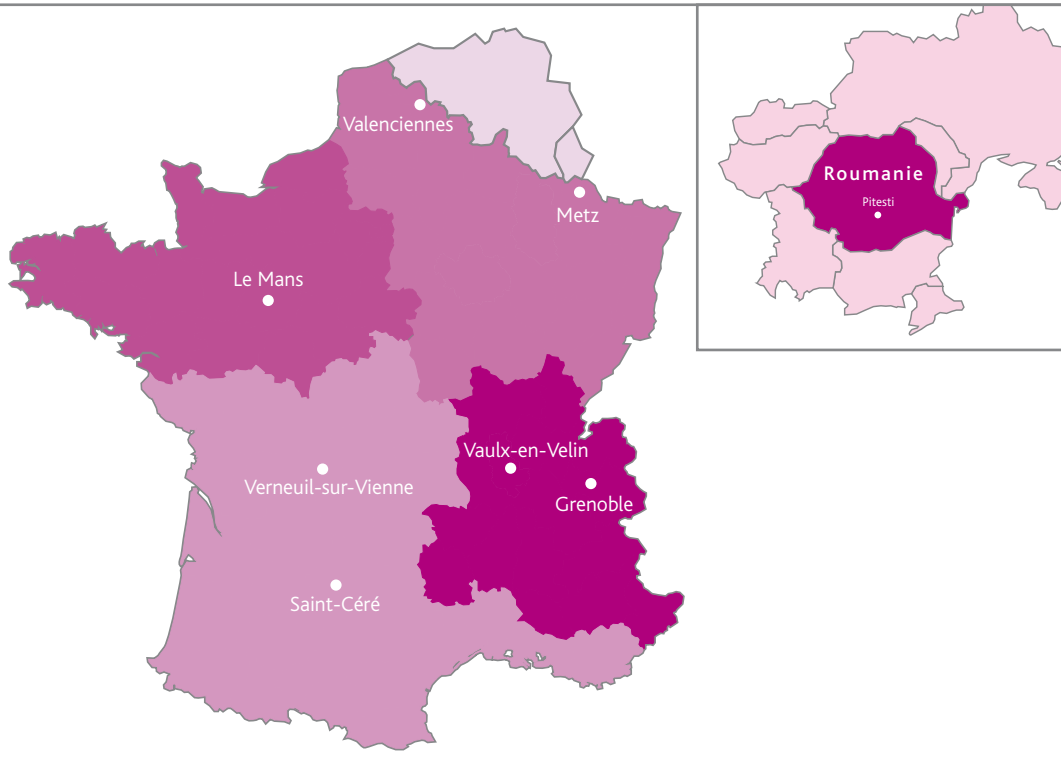 Valenciennes
Metz
Le Mans
Vaulx-en-Velin
Verneuil-sur-Vienne
Grenoble
Saint-Céré
Roumanie
Pitesti